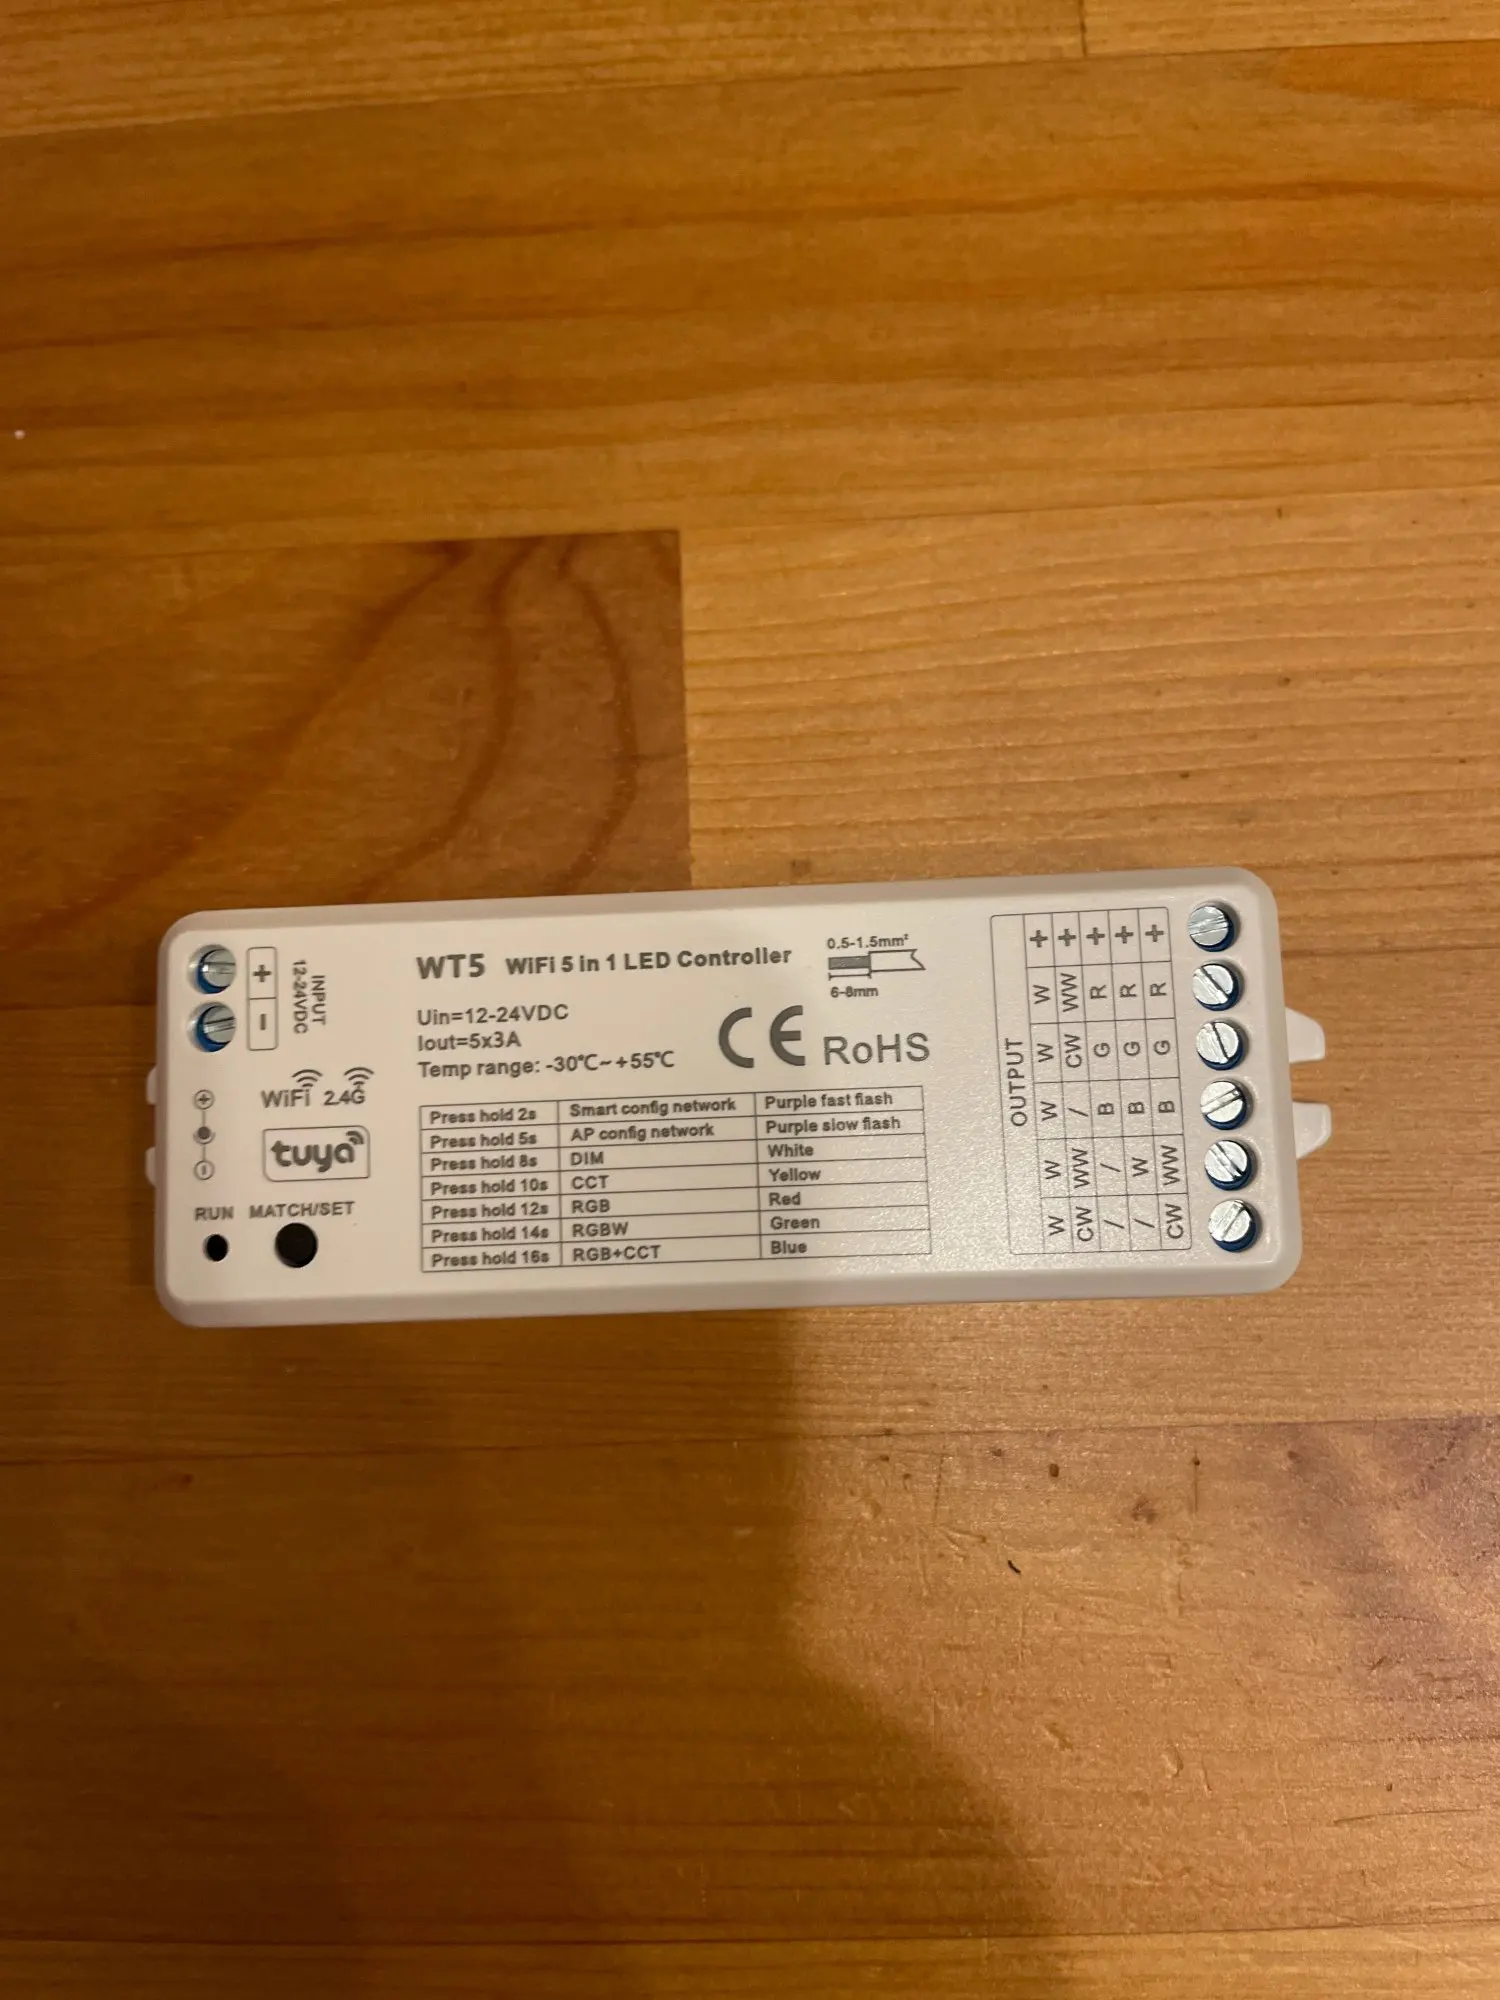 INPUT
12-24VDC
+
−
WiFi 2.4G
tuya
RUN MATCH/SET
WT5 WiFi 5 in 1 LED Controller
Uin=12-24VDC
Iout=5x3A
Temp range: -30℃~+55℃
0.5-1.5mm²
6-8mm
CE RoHS
Press hold 2s Smart config network Purple fast flash
Press hold 5s AP config network Purple slow flash
Press hold 8s DIM White
Press hold 10s CCT Yellow
Press hold 12s RGB Red
Press hold 14s RGBW Green
Press hold 16s RGB+CCT Blue
OUTPUT
W W W W W +
CW WW / CW WW +
/ / B G R +
/ W B G R +
CW WW B G R +